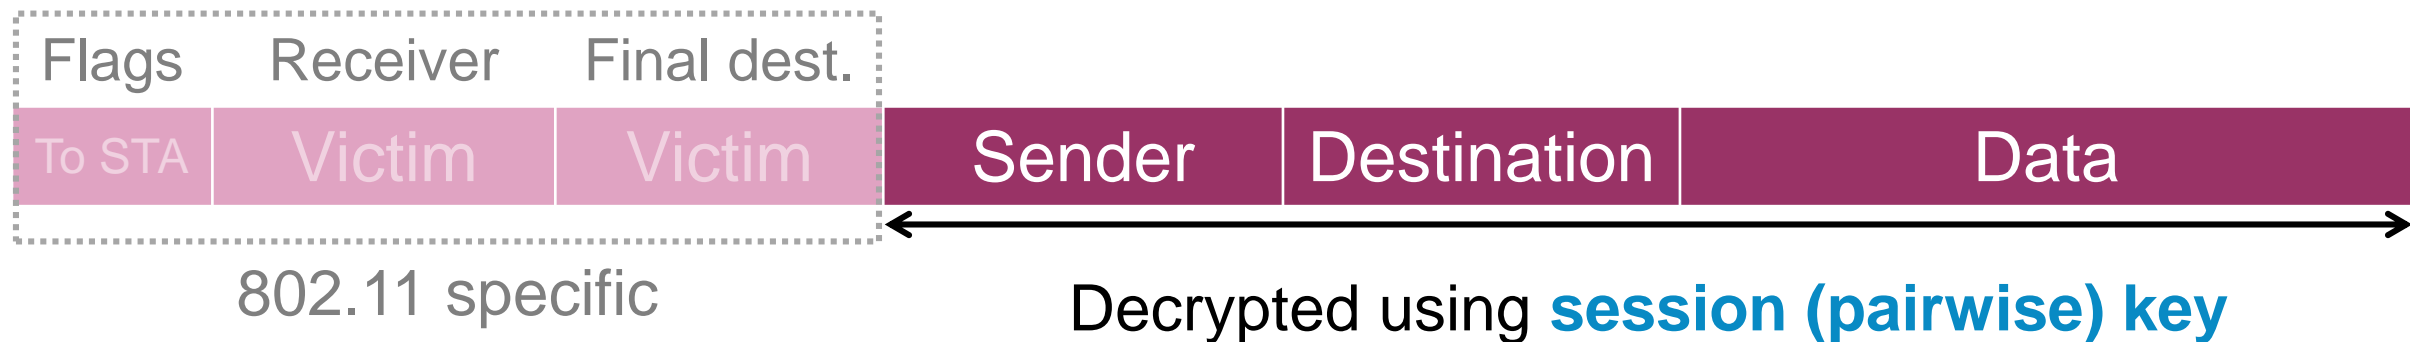 Flags Receiver Final dest.
To STA Victim Victim Sender Destination Data
802.11 specific
Decrypted using session (pairwise) key